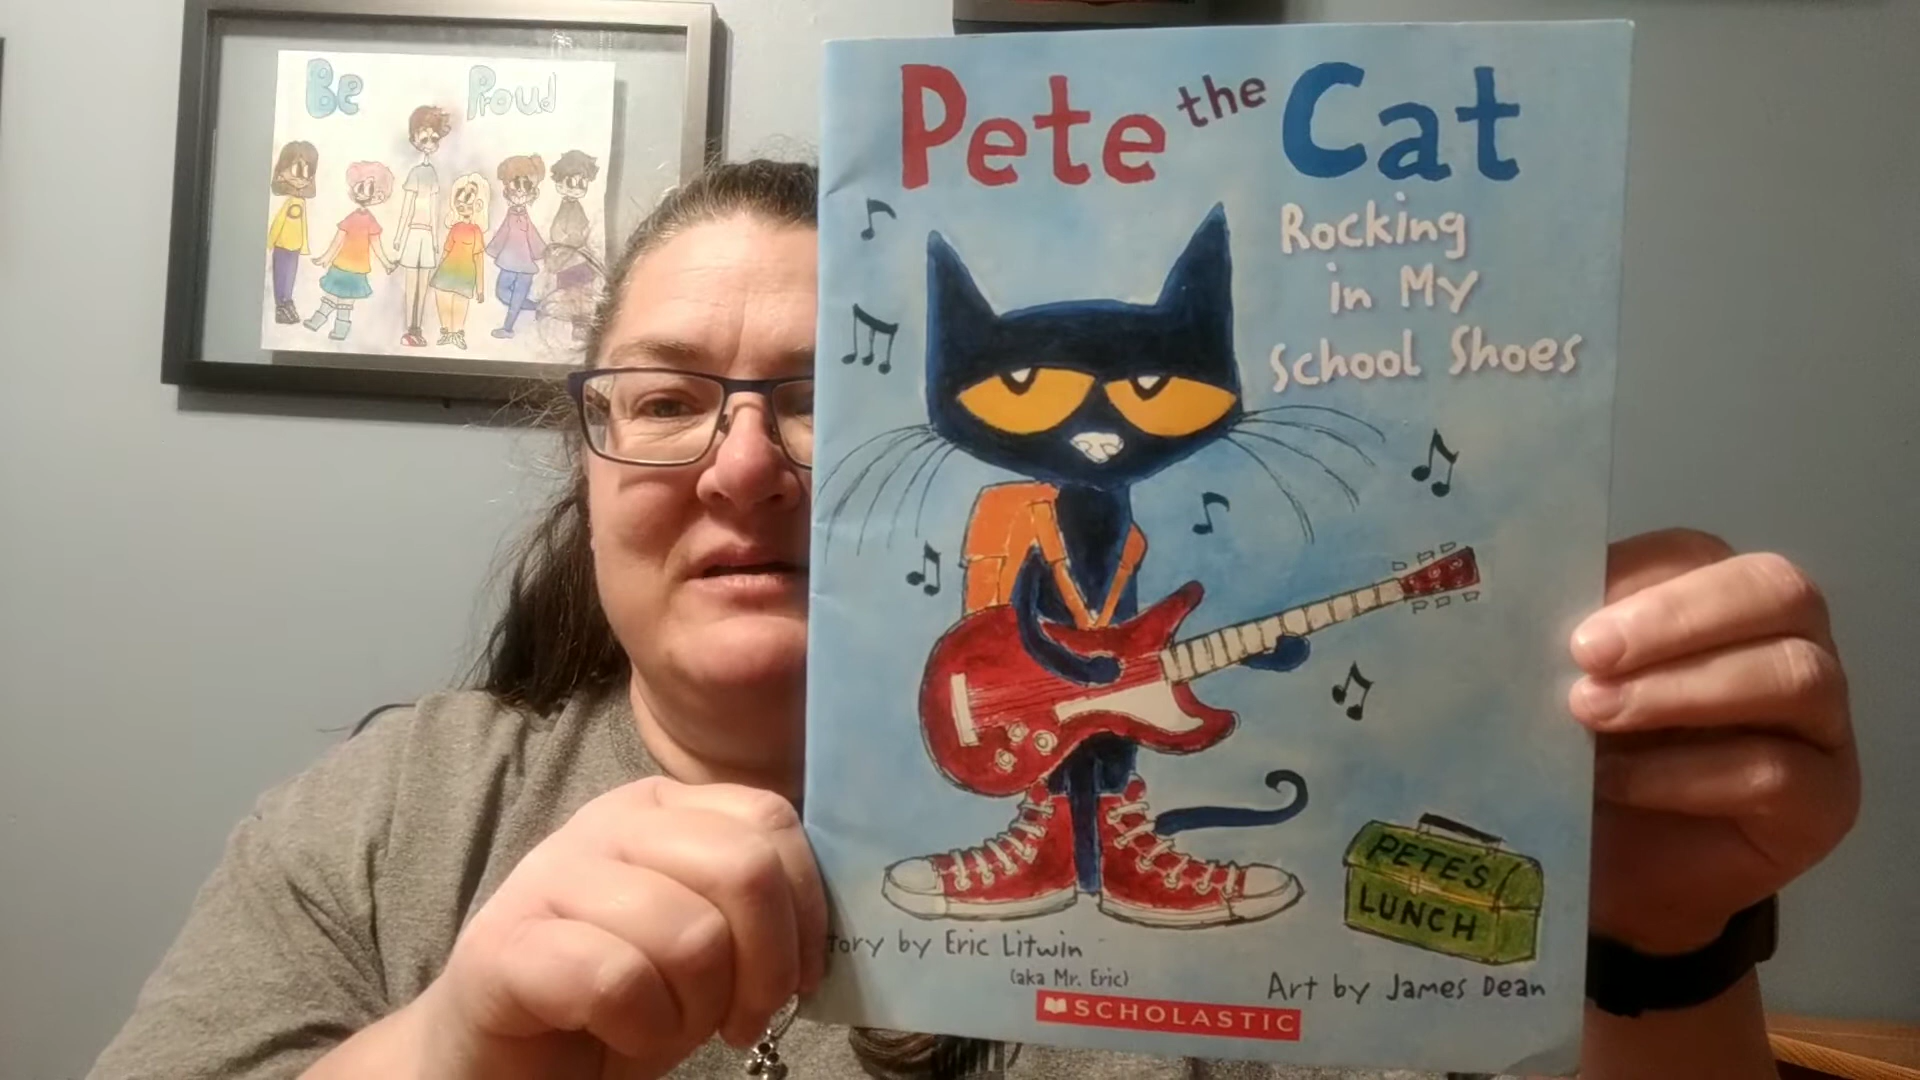 Be Proud
Pete the Cat
Rocking
in My
School Shoes
PETE'S
LUNCH
tory by Eric Litwin
(aka Mr. Eric)
Art by James Dean
SCHOLASTIC